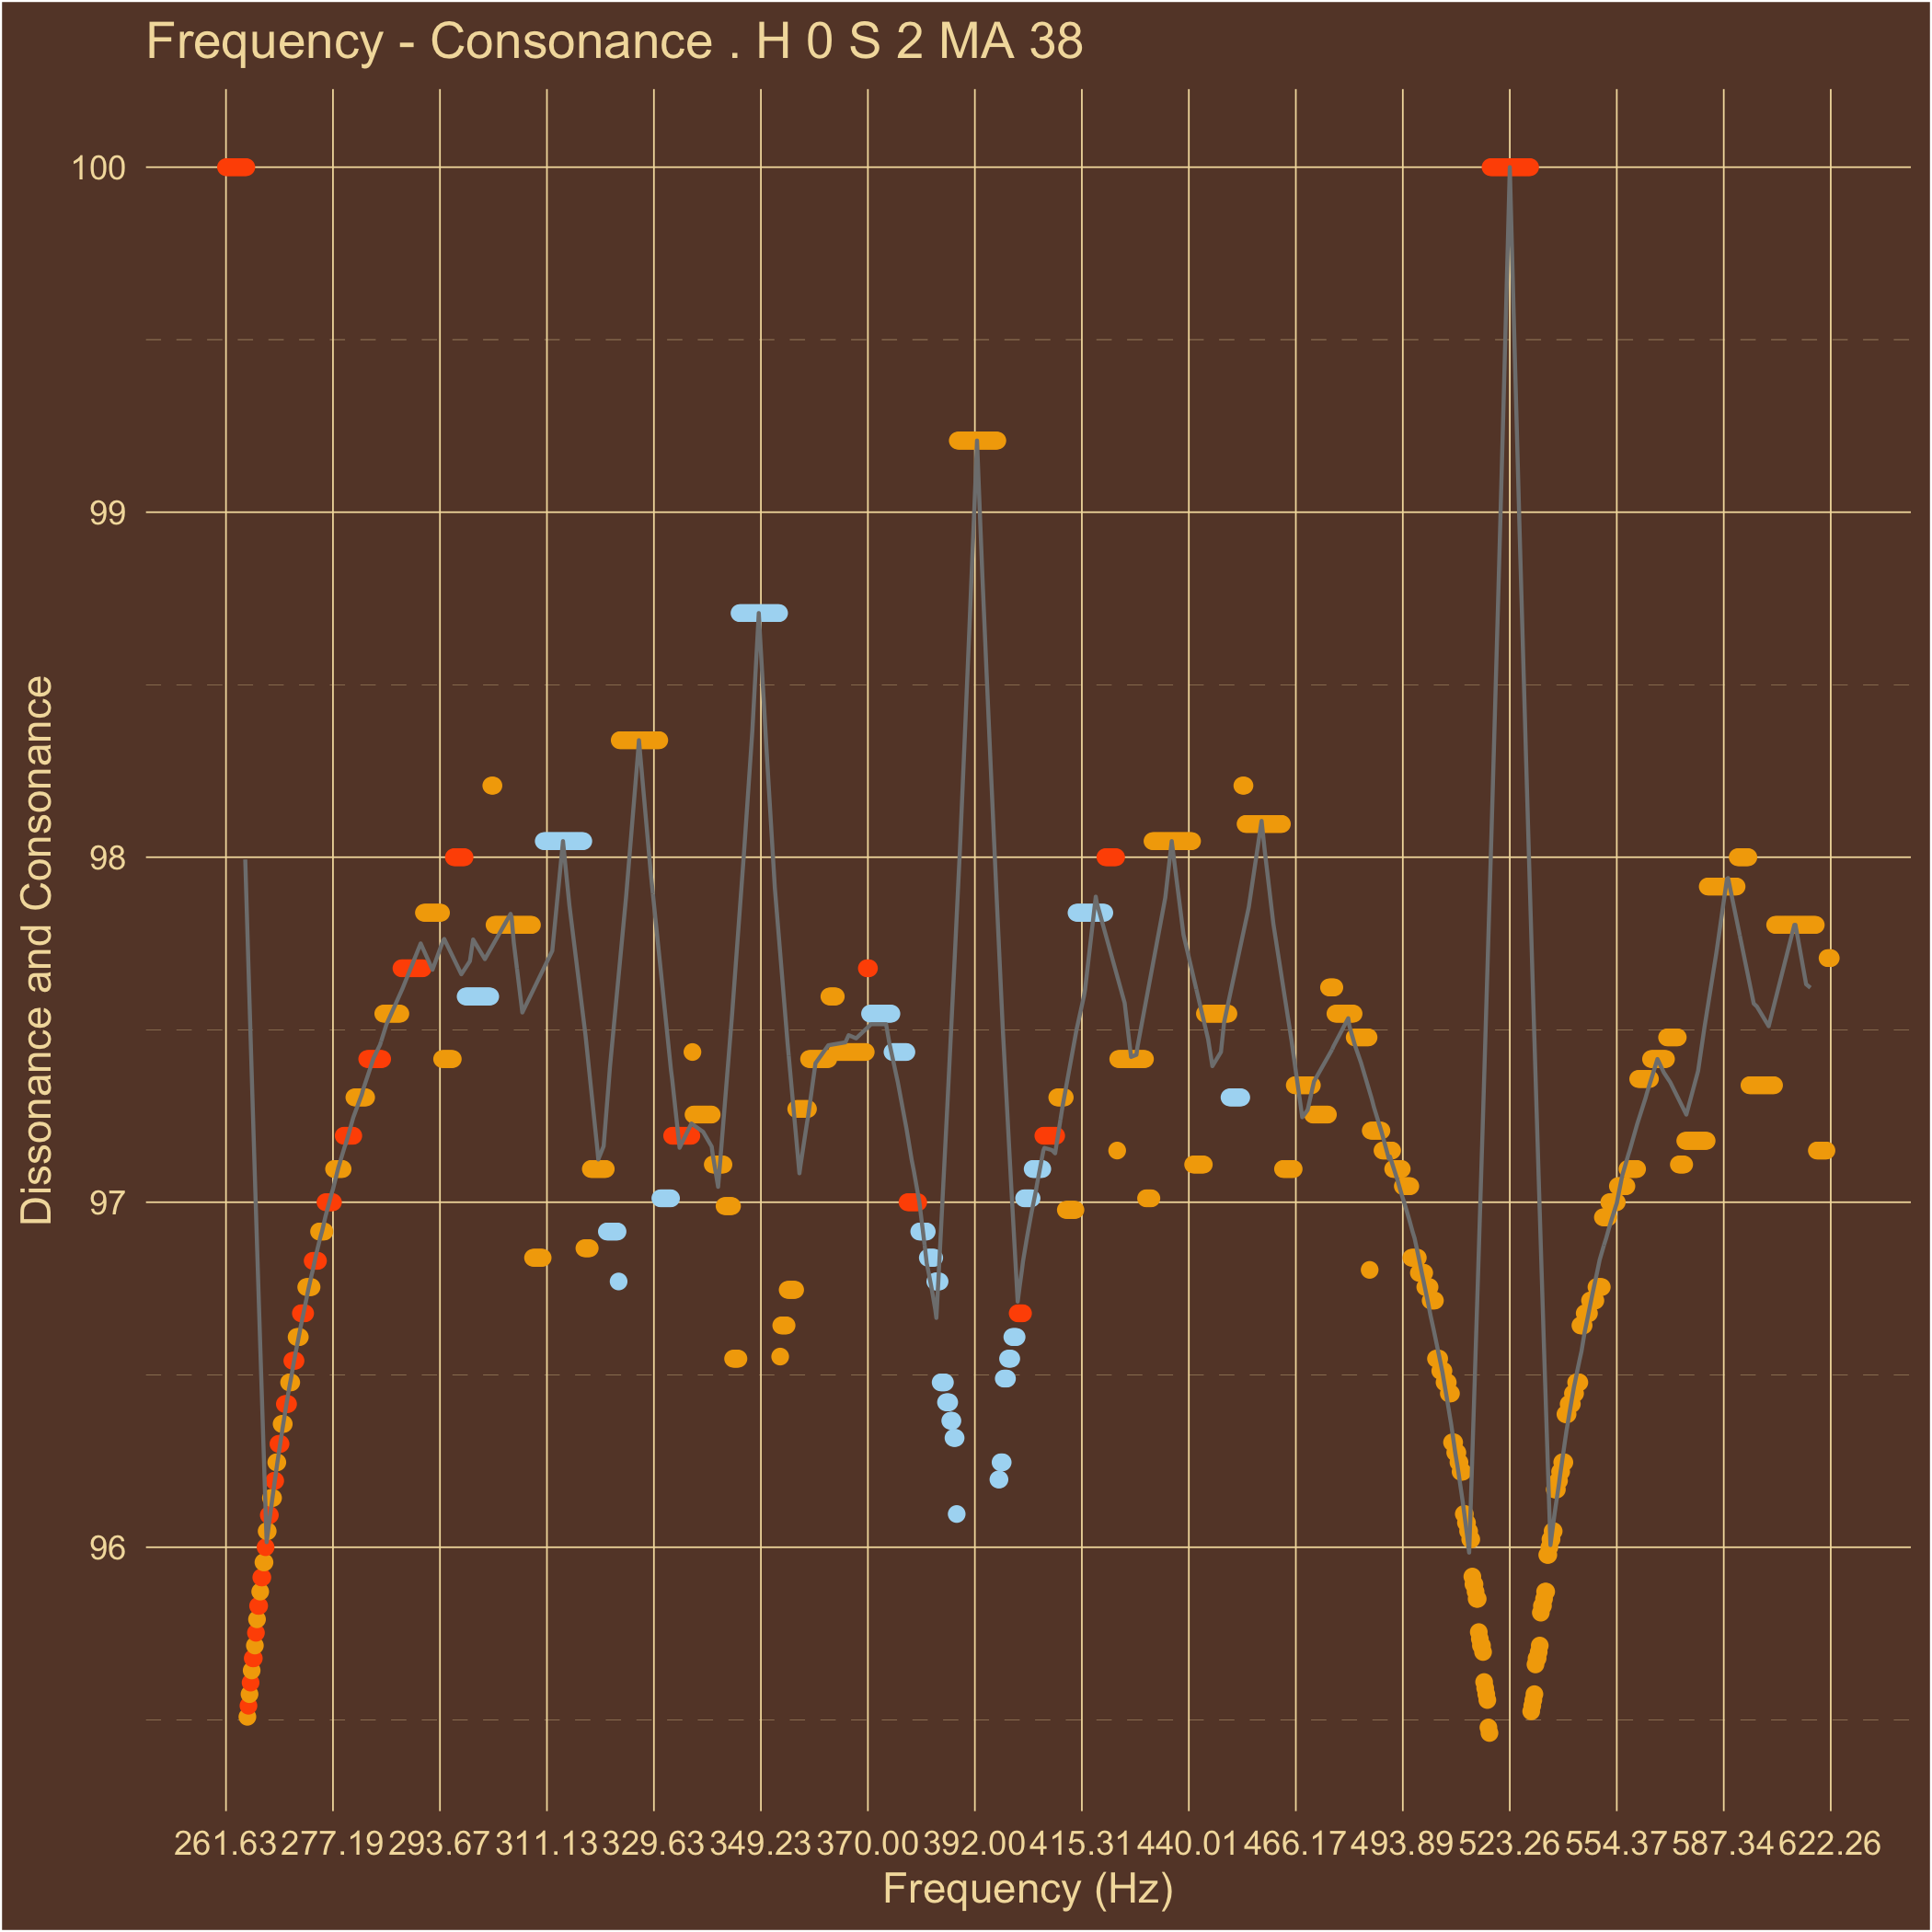 Frequency - Consonance . H 0 S 2 MA 38
Dissonance and Consonance
100
99
98
97
96
261.63 277.19 293.67 311.13 329.63 349.23 370.00 392.00 415.31 440.01 466.17 493.89 523.26 554.37 587.34 622.26
Frequency (Hz)